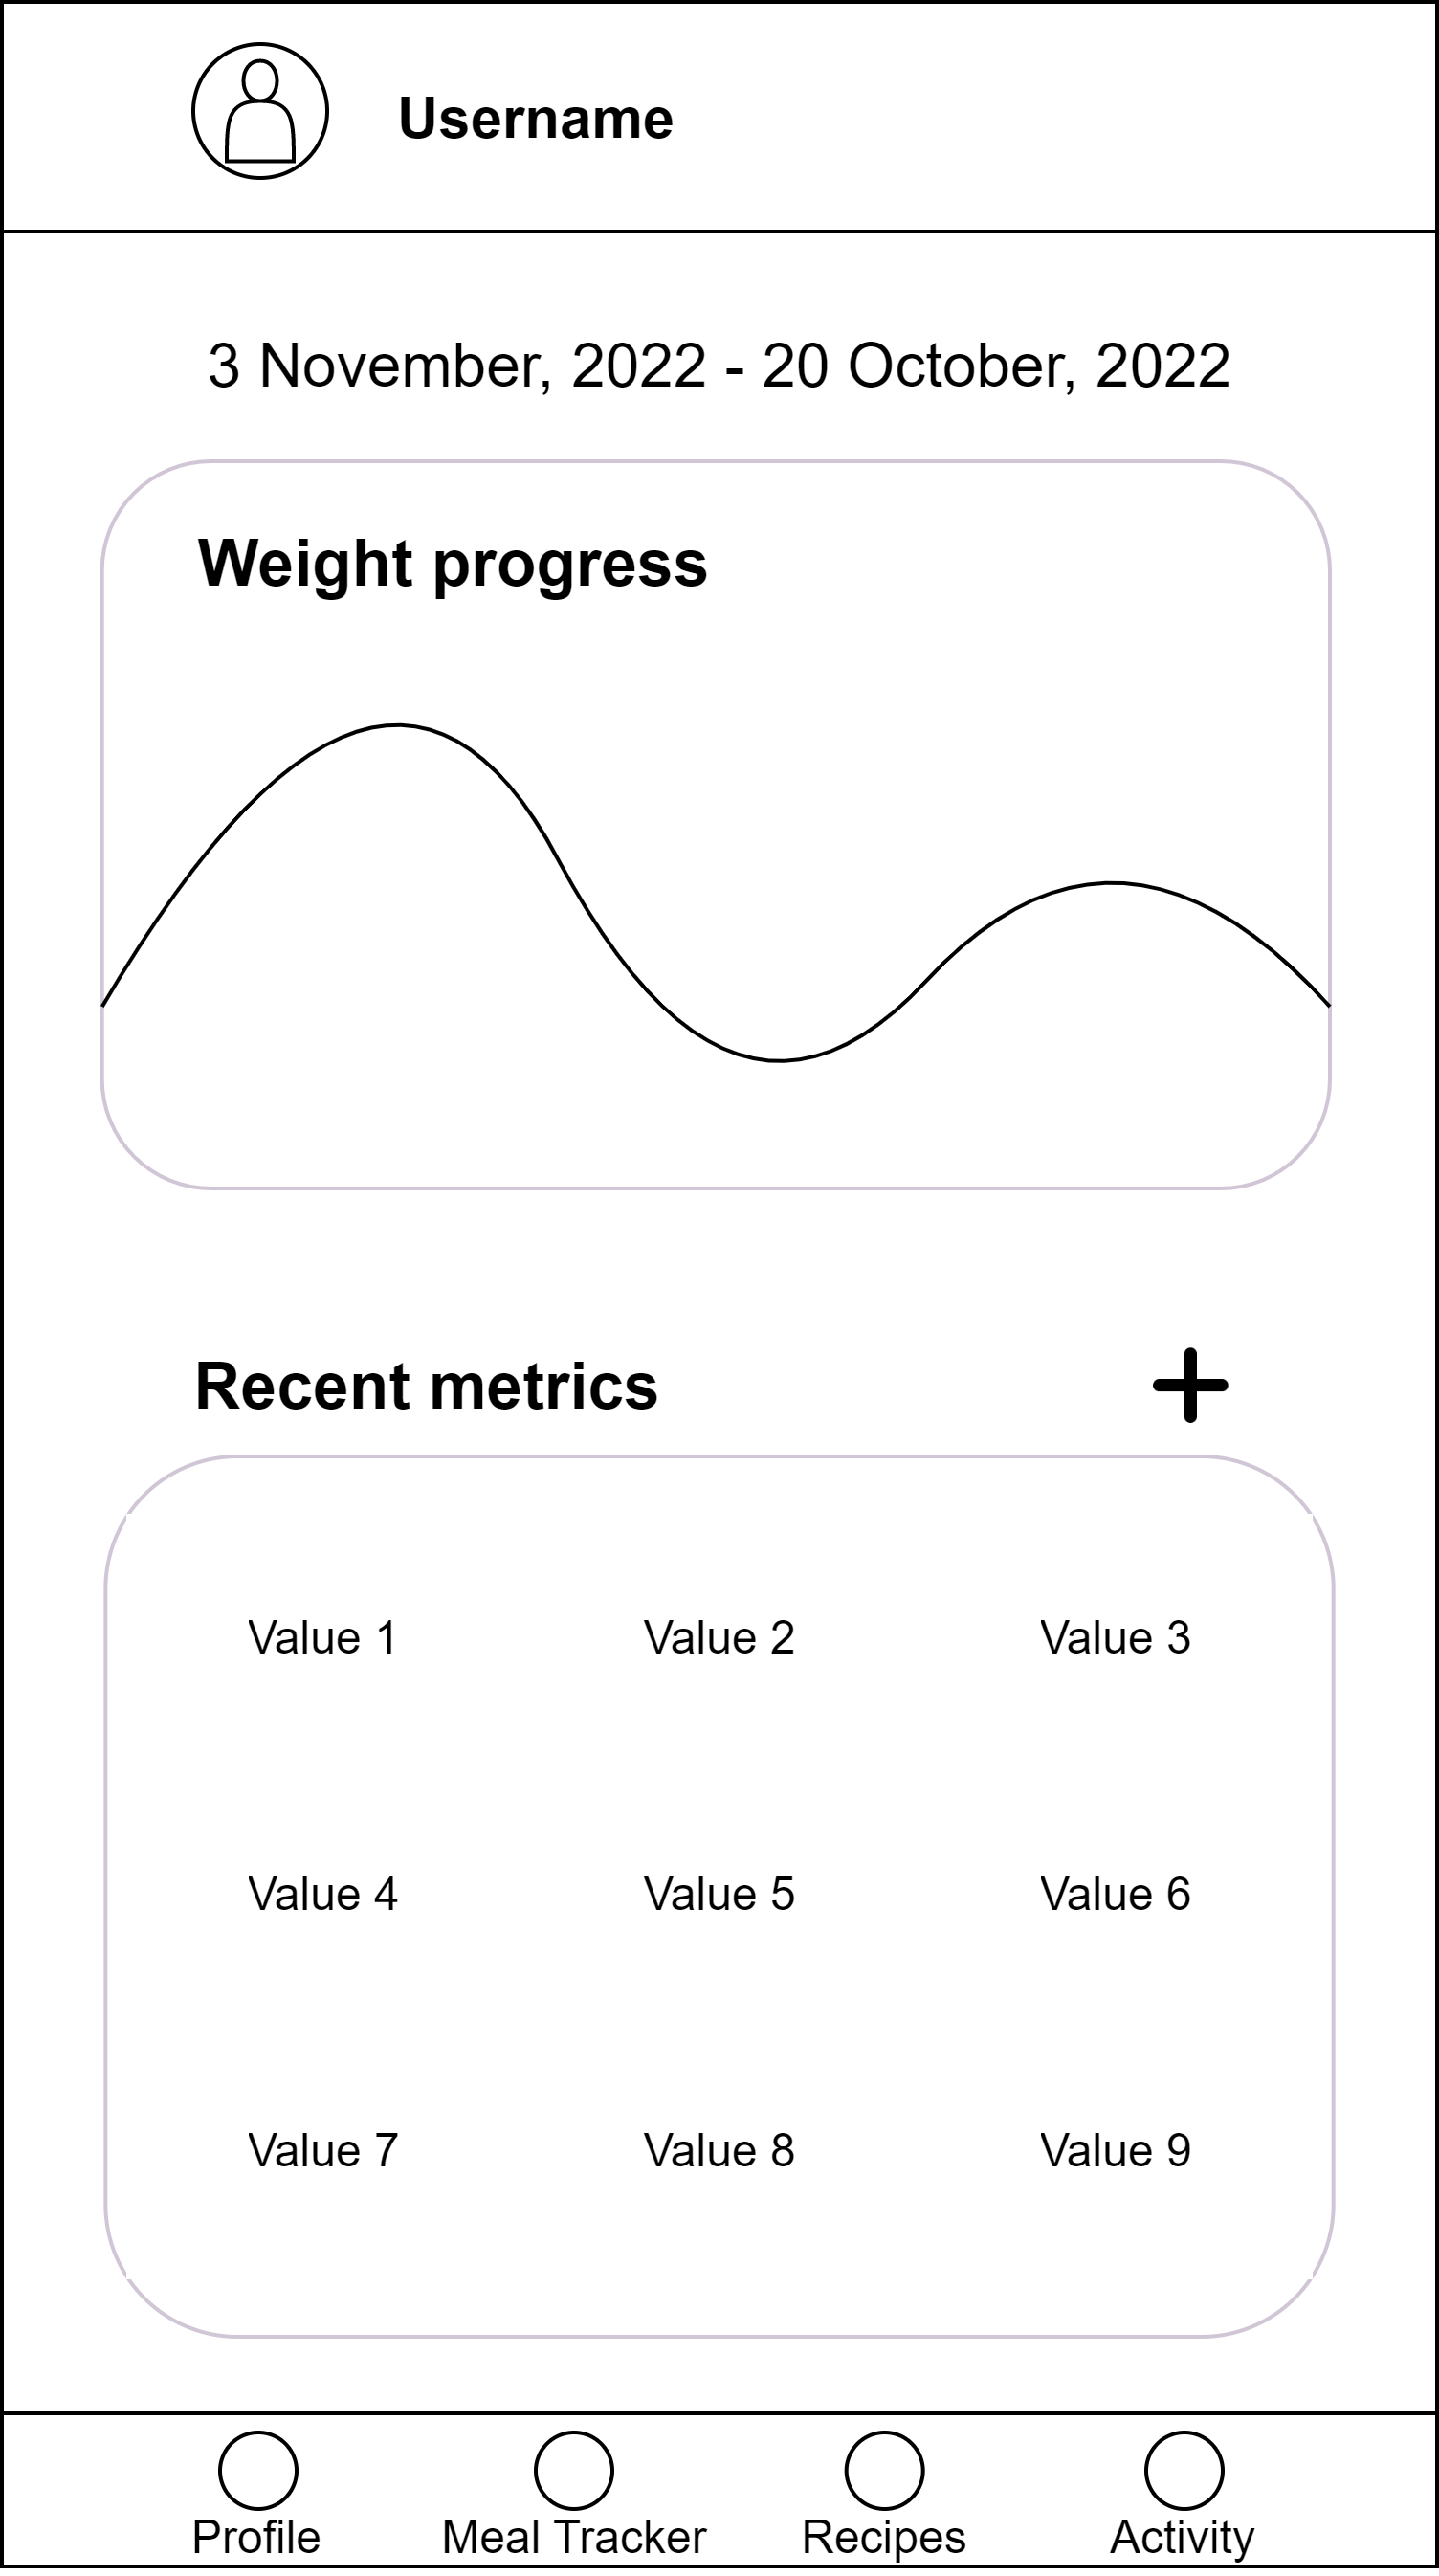 Username
3 November, 2022 - 20 October, 2022
Weight progress
Recent metrics
Value 1 Value 2 Value 3
Value 4 Value 5 Value 6
Value 7 Value 8 Value 9
Profile Meal Tracker Recipes Activity